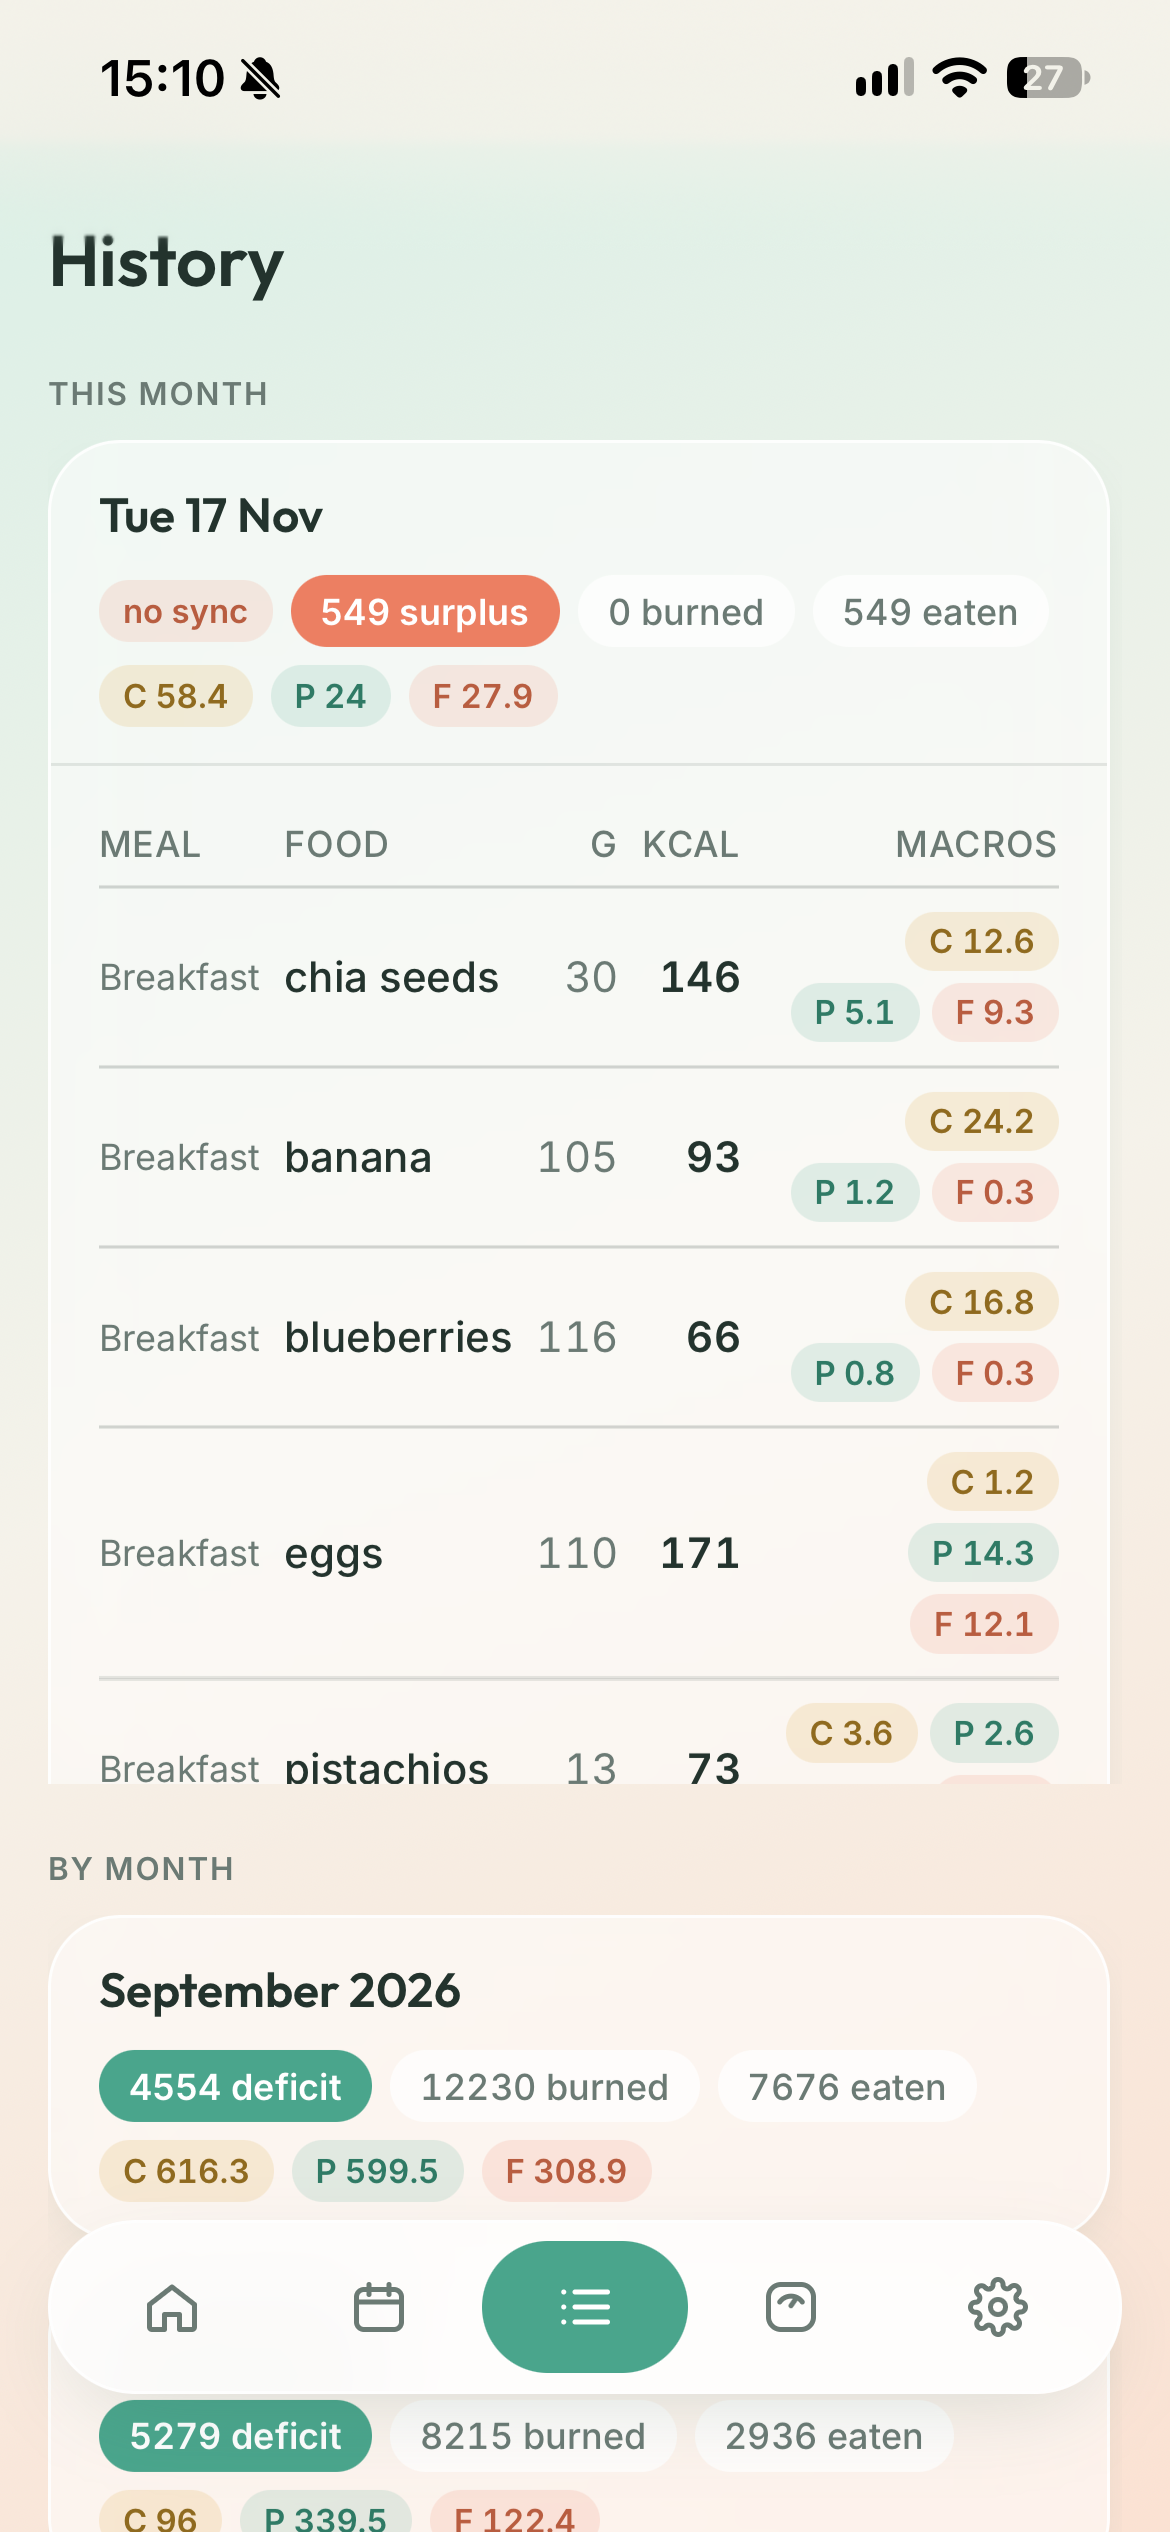 15:10
27
History
THIS MONTH
Tue 17 Nov
no sync 549 surplus 0 burned 549 eaten
C 58.4 P 24 F 27.9
MEAL FOOD G KCAL MACROS
C 12.6
Breakfast chia seeds 30 146
P 5.1 F 9.3
C 24.2
Breakfast banana 105 93
P 1.2 F 0.3
C 16.8
Breakfast blueberries 116 66
P 0.8 F 0.3
C 1.2
Breakfast eggs 110 171 P 14.3
F 12.1
C 3.6 P 2.6
Breakfast pistachios 13 73
BY MONTH
September 2026
4554 deficit 12230 burned 7676 eaten
C 616.3 P 599.5 F 308.9
5279 deficit 8215 burned 2936 eaten
C 96 P 339.5 F 122.4